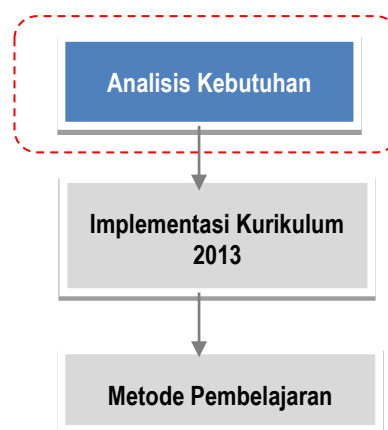 Analisis Kebutuhan
Implementasi Kurikulum
2013
Metode Pembelajaran